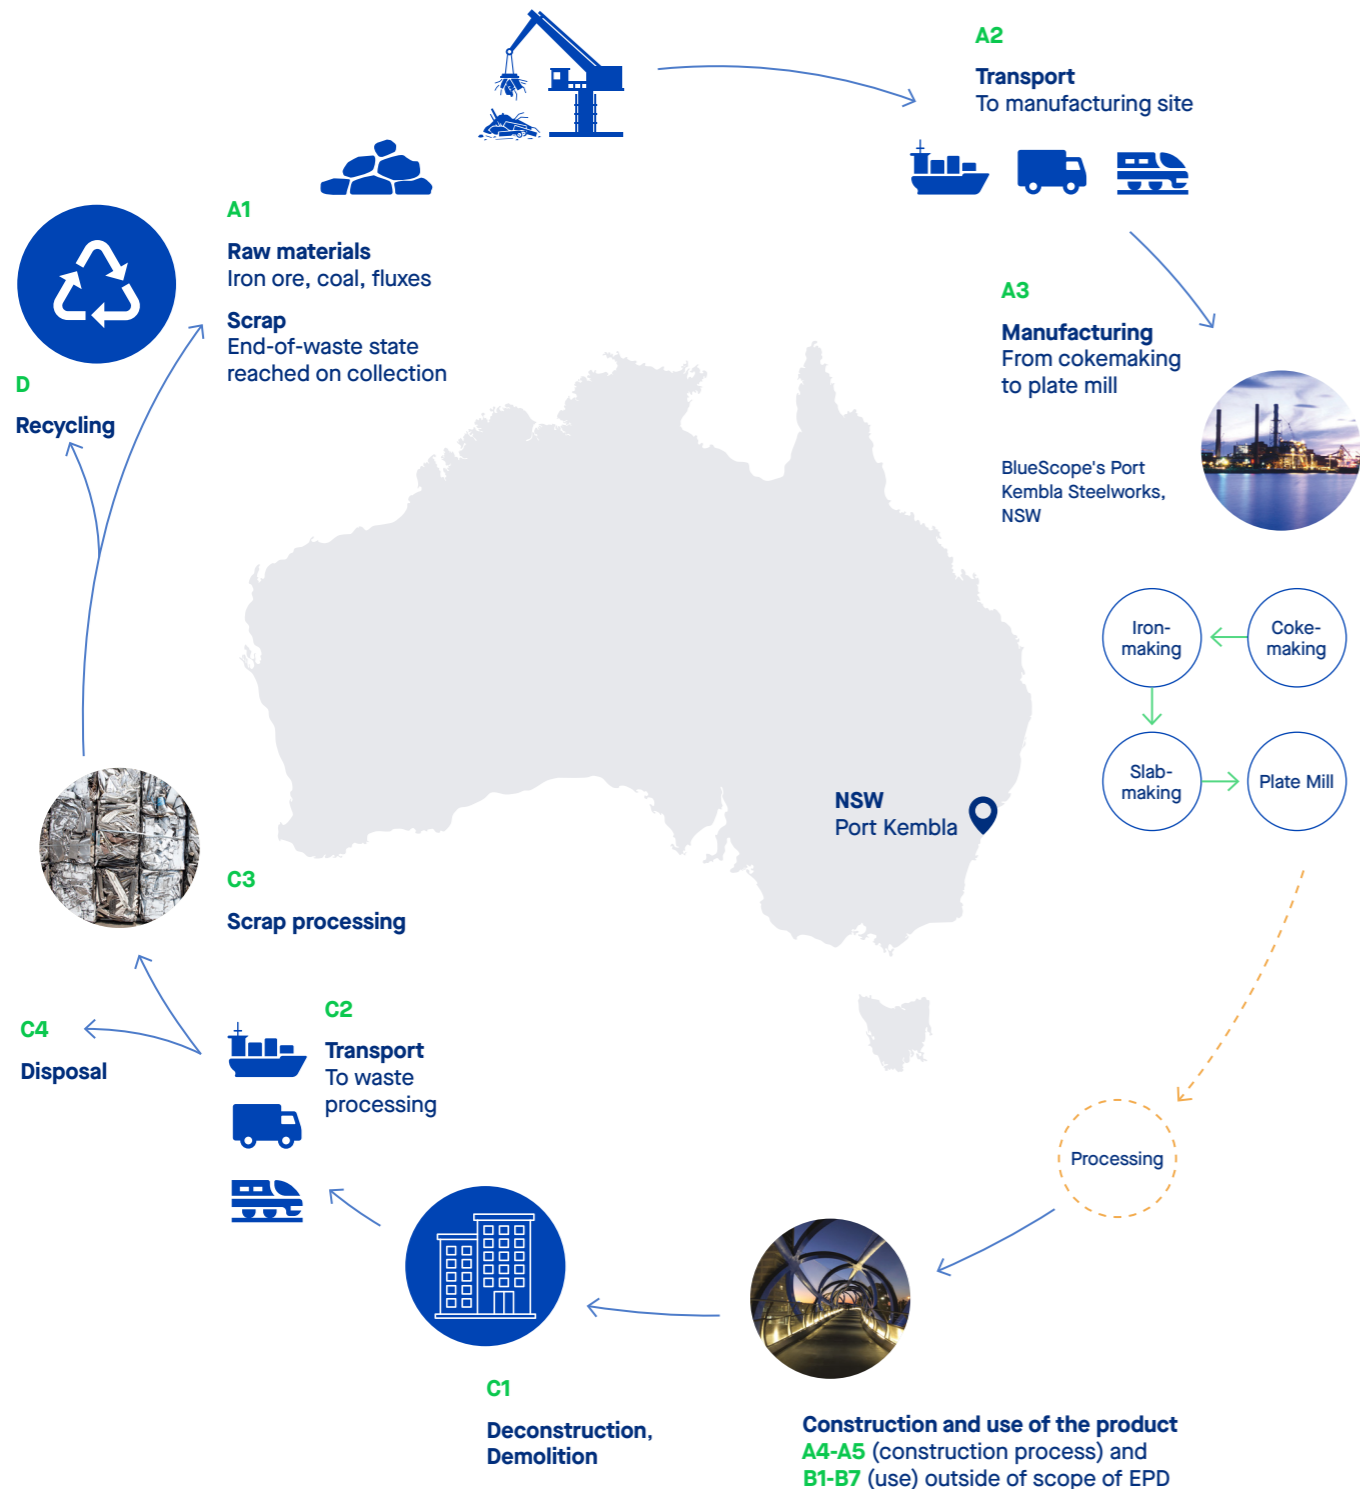 A1
Raw materials
Iron ore, coal, fluxes
Scrap
End-of-waste state
reached on collection
A2
Transport
To manufacturing site
A3
Manufacturing
From cokemaking
to plate mill
BlueScope's Port
Kembla Steelworks,
NSW
Coke-
making
Iron-
making
Slab-
making
Plate Mill
NSW
Port Kembla
Processing
Construction and use of the product
A4-A5 (construction process) and
B1-B7 (use) outside of scope of EPD
C1
Deconstruction,
Demolition
C2
Transport
To waste
processing
C3
Scrap processing
C4
Disposal
D
Recycling